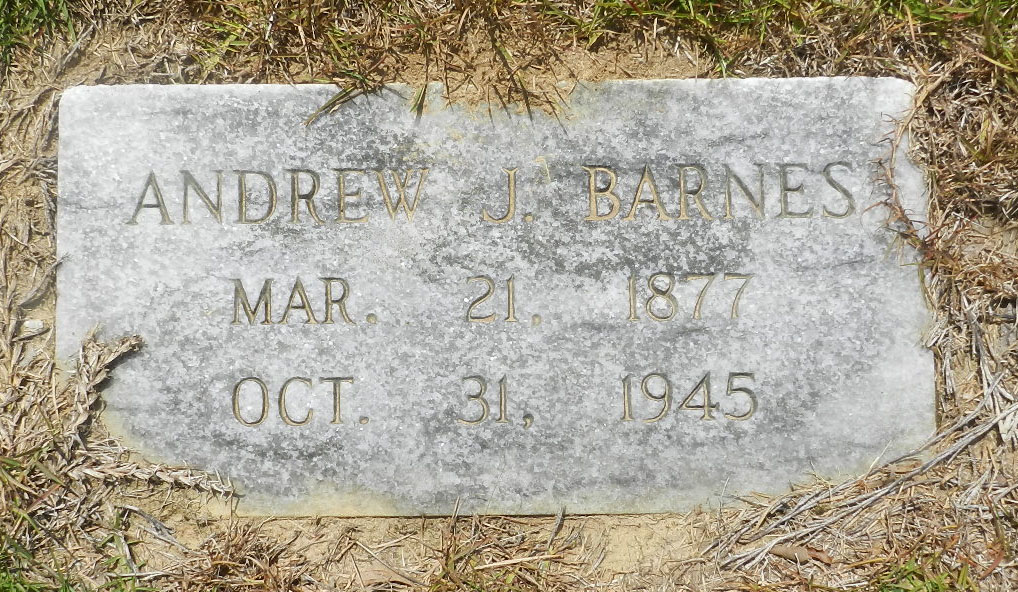 ANDREW J. BARNES
MAR. 21, 1877
OCT. 31, 1945